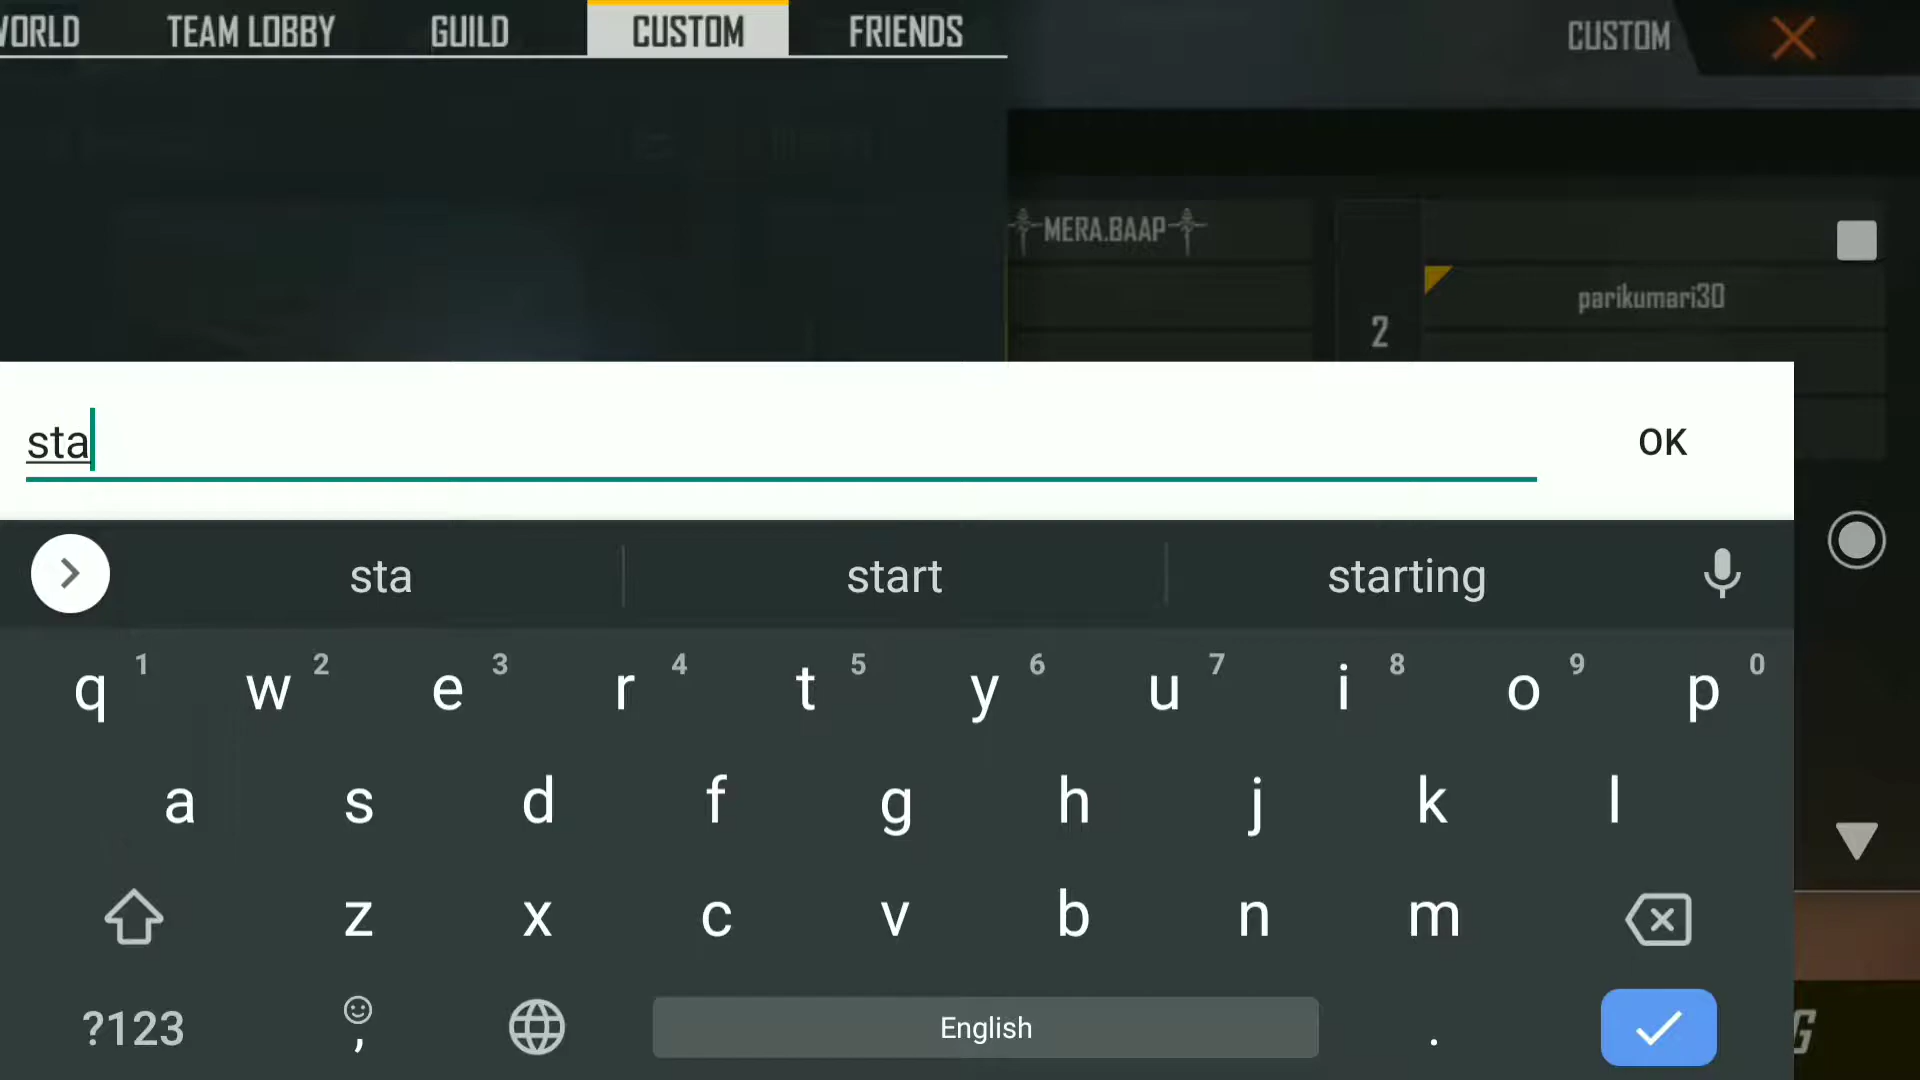 WORLD TEAM LOBBY GUILD CUSTOM FRIENDS CUSTOM
MERA.BAAP
parikumari30
2
sta OK
sta start starting
q 1 w 2 e 3 r 4 t 5 y 6 u 7 i 8 o 9 p 0
a s d f g h j k l
z x c v b n m
?123 , English . G